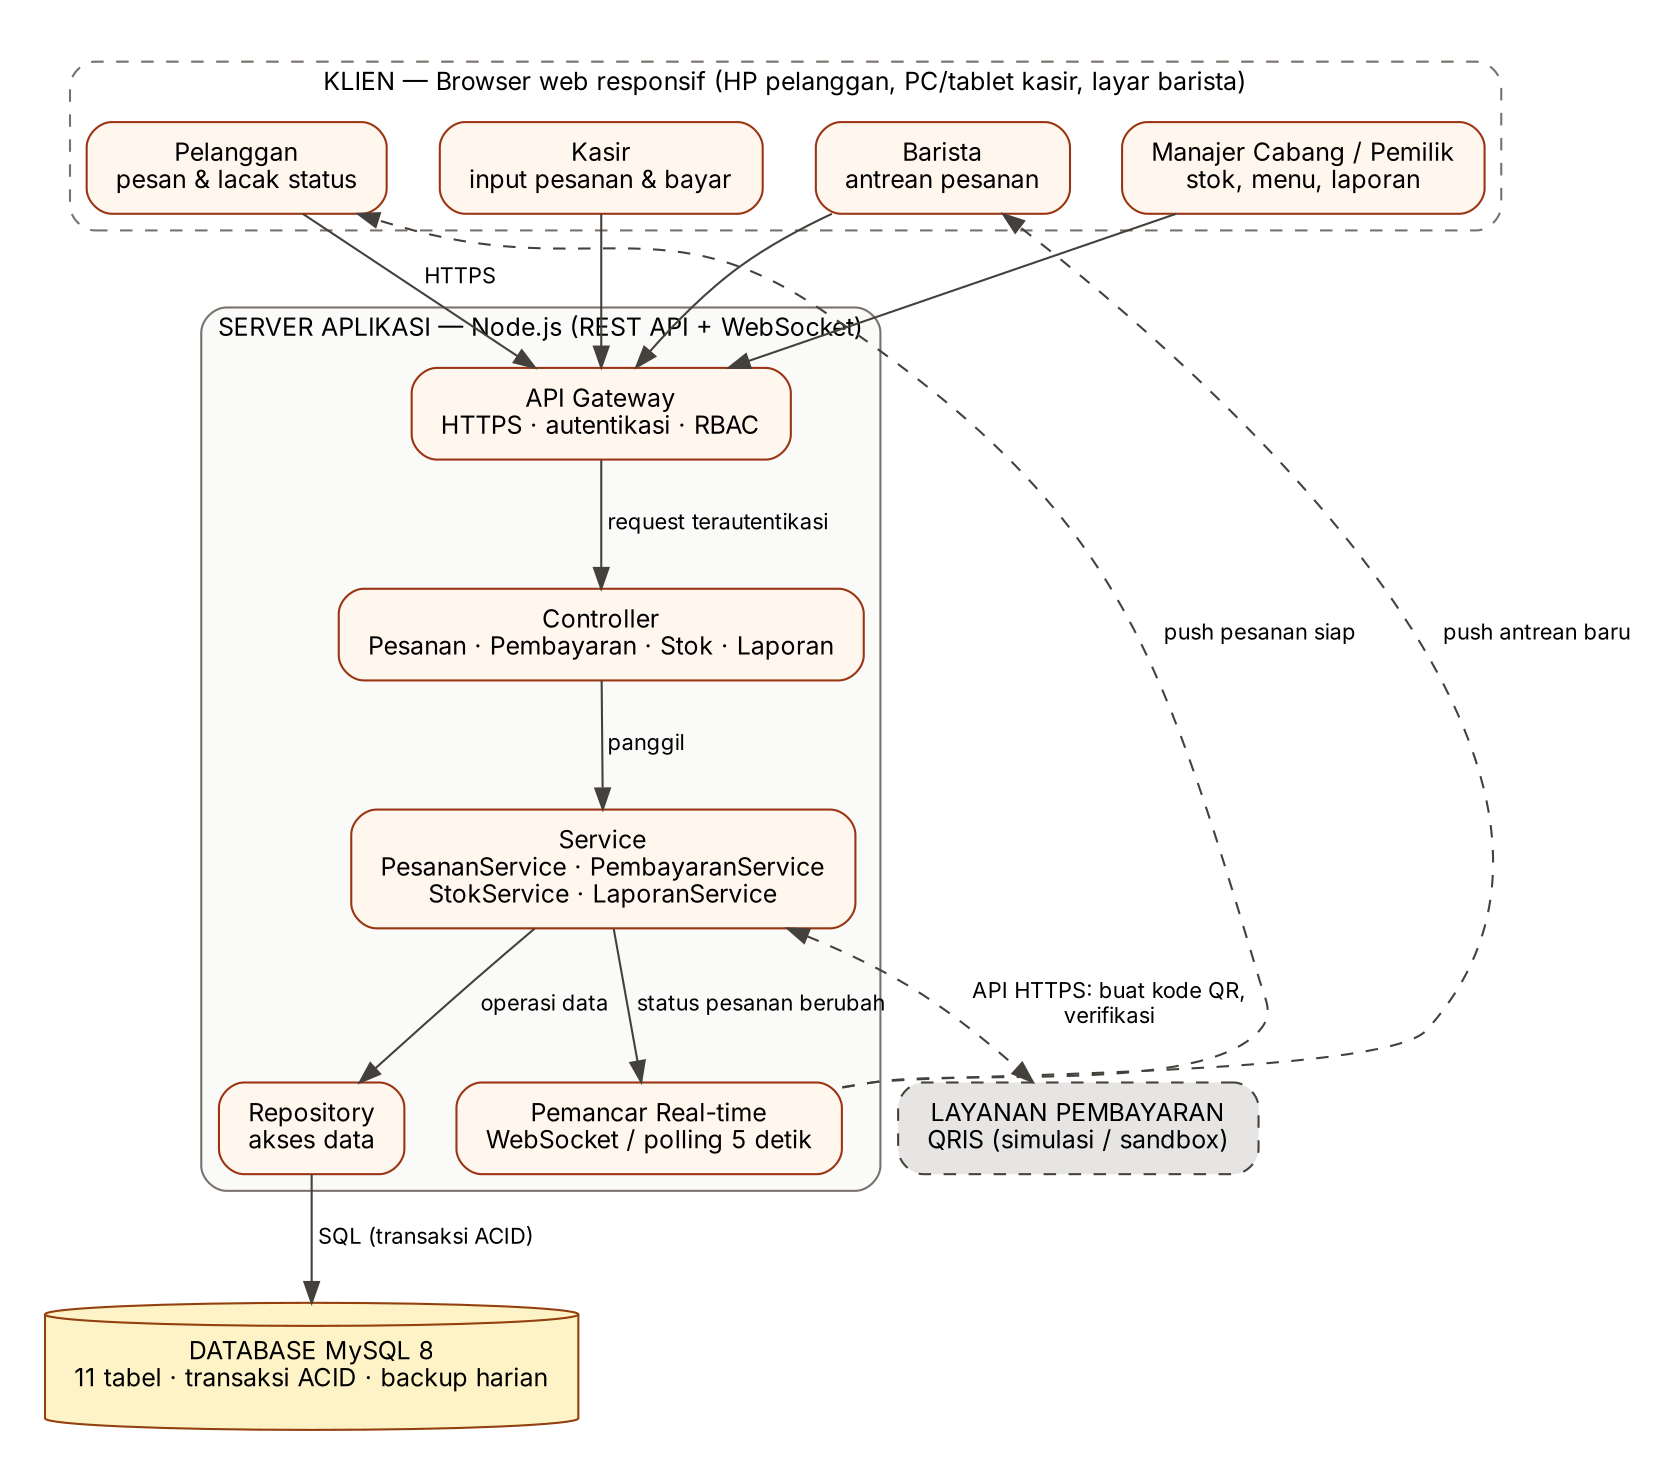 KLIEN — Browser web responsif (HP pelanggan, PC/tablet kasir, layar barista)
Pelanggan
pesan & lacak status
Kasir
input pesanan & bayar
Barista
antrean pesanan
Manajer Cabang / Pemilik
stok, menu, laporan
HTTPS
SERVER APLIKASI — Node.js (REST API + WebSocket)
API Gateway
HTTPS · autentikasi · RBAC
request terautentikasi
Controller
Pesanan · Pembayaran · Stok · Laporan
push pesanan siap
push antrean baru
panggil
Service
PesananService · PembayaranService
StokService · LaporanService
operasi data
status pesanan berubah
API HTTPS: buat kode QR,
verifikasi
Repository
akses data
Pemancar Real-time
WebSocket / polling 5 detik
LAYANAN PEMBAYARAN
QRIS (simulasi / sandbox)
SQL (transaksi ACID)
DATABASE MySQL 8
11 tabel · transaksi ACID · backup harian